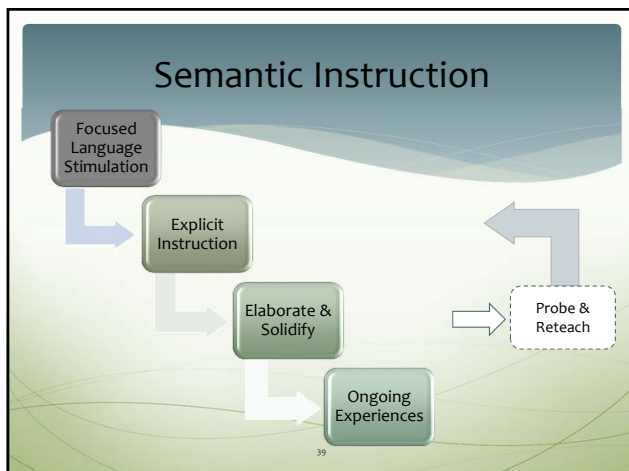 Semantic Instruction
Focused
Language
Stimulation
Explicit
Instruction
Elaborate &
Solidify
Probe &
Reteach
Ongoing
Experiences
39